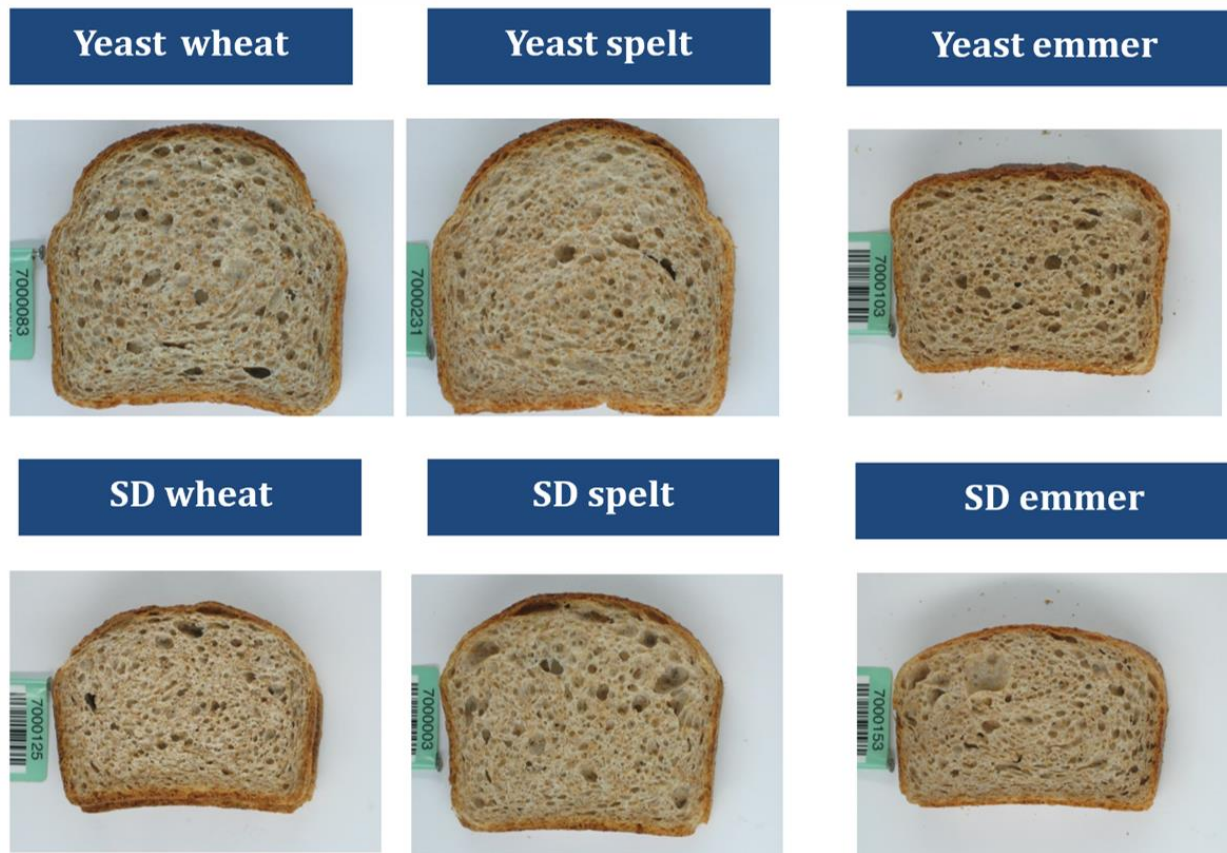 Yeast wheat
Yeast spelt
Yeast emmer
7000083
7000231
7000103
SD wheat
SD spelt
SD emmer
7000125
7000003
7000153